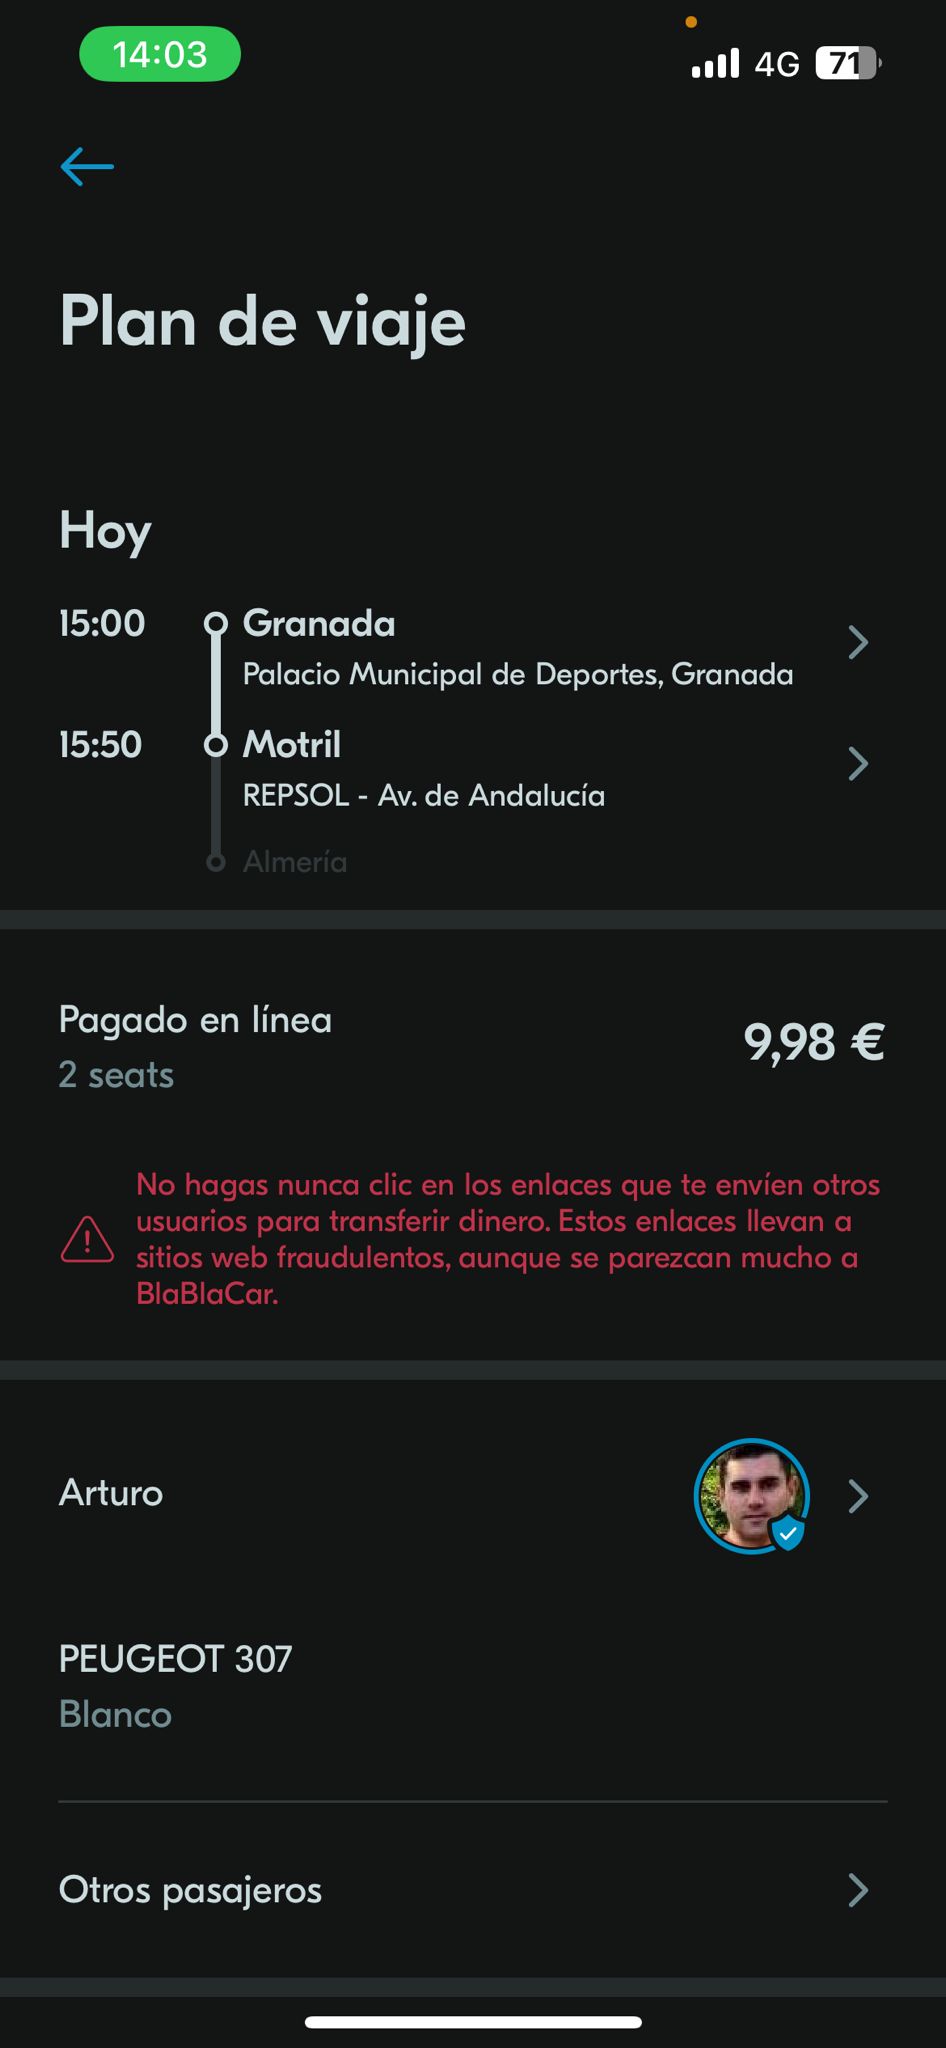 14:03
4G
71
Plan de viaje
Hoy
15:00
Granada
Palacio Municipal de Deportes, Granada
15:50
Motril
REPSOL - Av. de Andalucía
Almería
Pagado en línea
9,98 €
2 seats
No hagas nunca clic en los enlaces que te envíen otros
usuarios para transferir dinero. Estos enlaces llevan a
sitios web fraudulentos, aunque se parezcan mucho a
BlaBlaCar.
Arturo
PEUGEOT 307
Blanco
Otros pasajeros